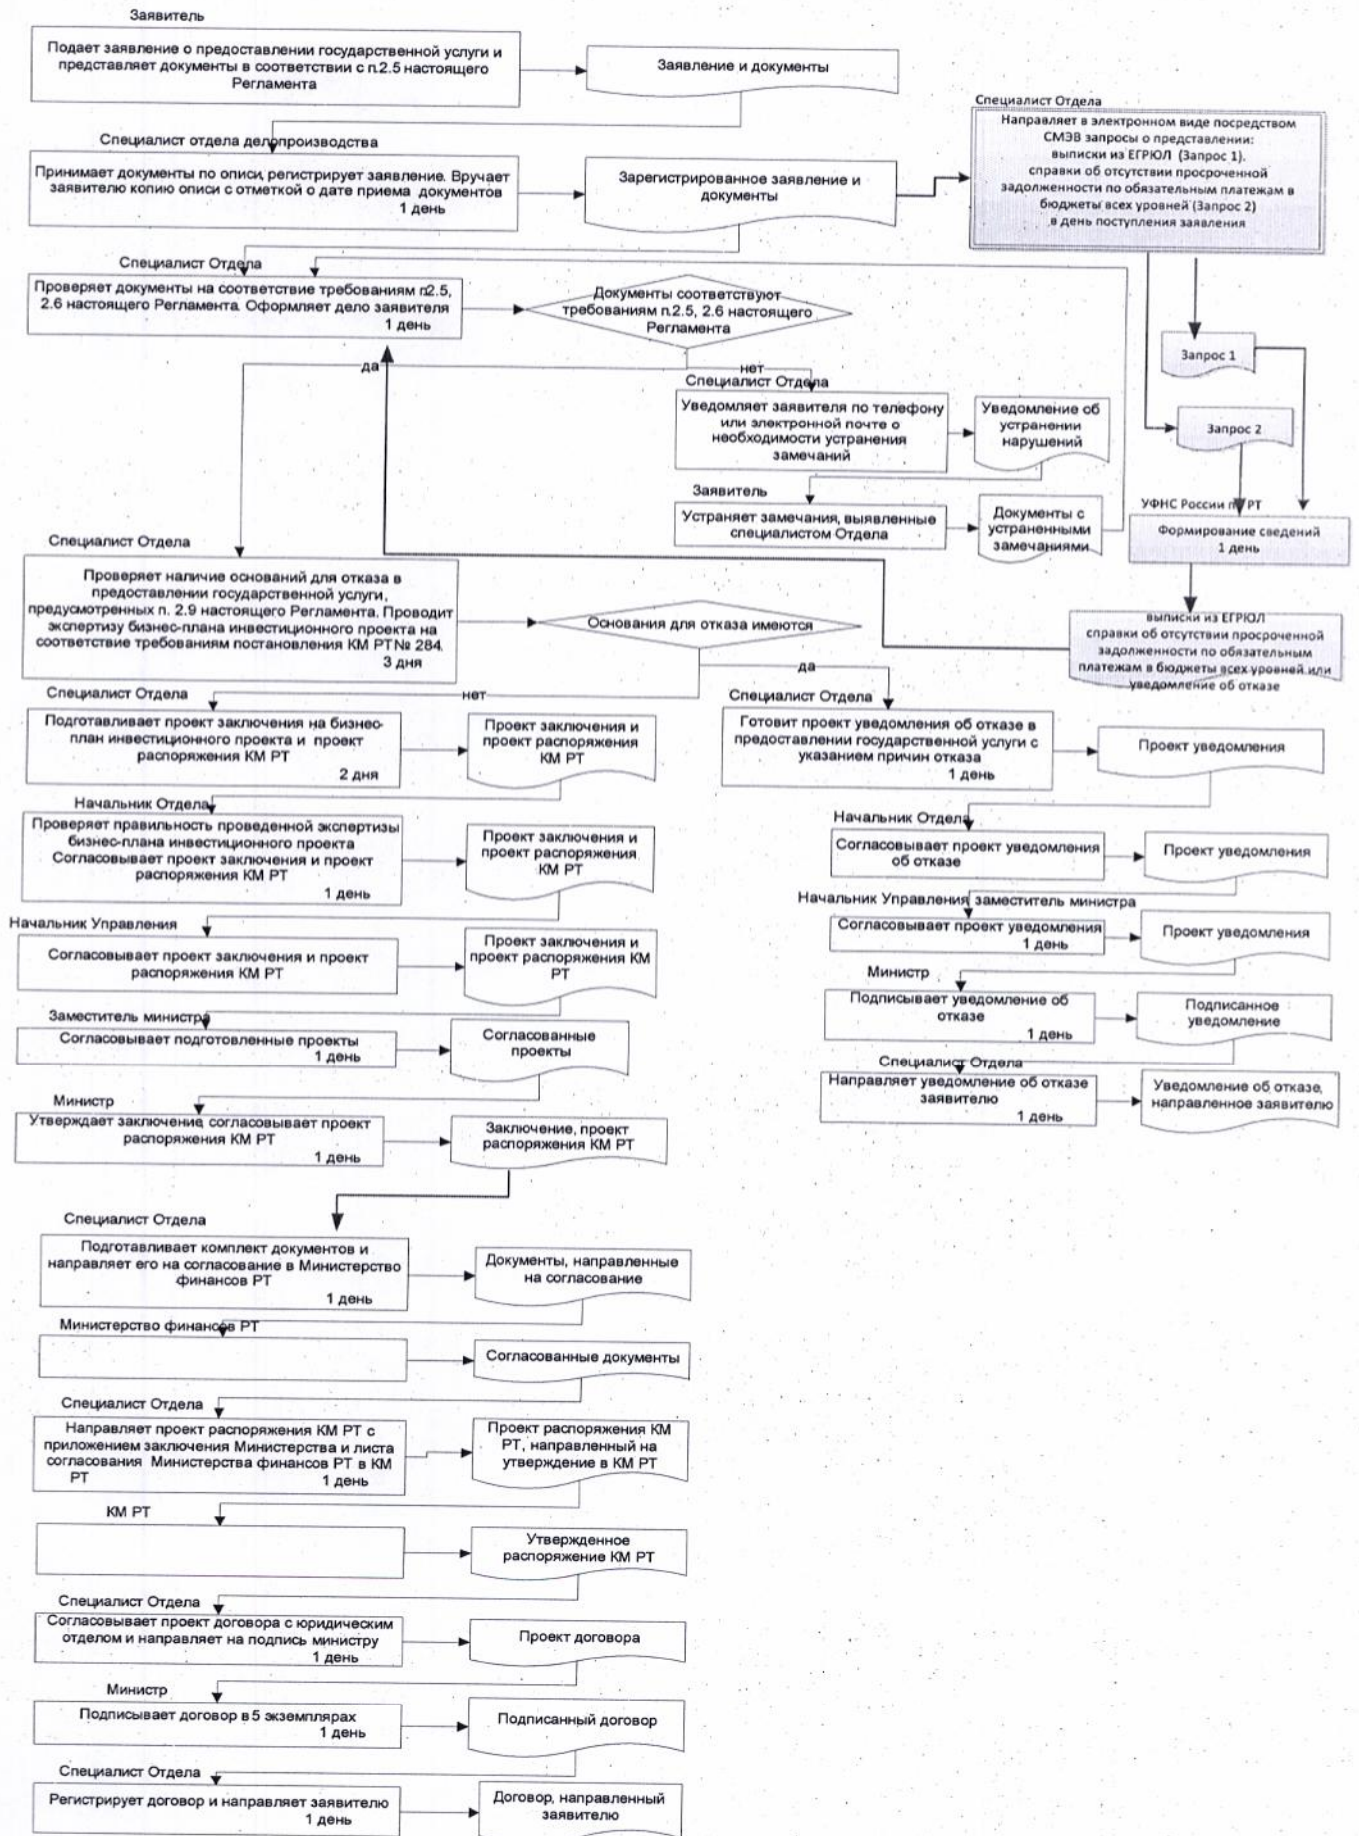 Заявитель
Подает заявление о предоставлении государственной услуги и
представляет документы в соответствии с п.2.5 настоящего
Регламента
Заявление и документы
Специалист Отдела
Направляет в электронном виде посредством
СМЭВ запросы о представлении:
выписки из ЕГРЮЛ (Запрос 1).
справки об отсутствии просроченной
задолженности по обязательным платежам в
бюджеты всех уровней (Запрос 2)
в день поступления заявления
Специалист отдела делопроизводства
Принимает документы по описи, регистрирует заявление. Вручает
заявителю копию описи с отметкой о дате приема документов
1 день
Зарегистрированное заявление и
документы
Специалист Отдела
Проверяет документы на соответствие требованиям п2.5,
2.6 настоящего Регламента. Оформляет дело заявителя
1 день
Документы соответствуют
требованиям п.2.5, 2.6 настоящего
Регламента
Запрос 1
да
нет
Специалист Отдела
Уведомляет заявителя по телефону
или электронной почте о
необходимости устранения
замечаний
Уведомление об
устранении
нарушений
Запрос 2
Заявитель
Устраняет замечания, выявленные
специалистом Отдела
Документы с
устраненными
замечаниями
УФНС России по РТ
Формирование сведений
1 день
Специалист Отдела
Проверяет наличие оснований для отказа в
предоставлении государственной услуги,
предусмотренных п. 2.9 настоящего Регламента. Проводит
экспертизу бизнес-плана инвестиционного проекта на
соответствие требованиям постановления КМ РТ№ 284.
3 дня
Основания для отказа имеются
выписки из ЕГРЮЛ
справки об отсутствии просроченной
задолженности по обязательным
платежам в бюджеты всех уровней или
уведомление об отказе
да
нет
Специалист Отдела
Подготавливает проект заключения на бизнес-
план инвестиционного проекта и проект
распоряжения КМ РТ
2 дня
Проект заключения и
проект распоряжения
КМ РТ
Специалист Отдела
Готовит проект уведомления об отказе в
предоставлении государственной услуги с
указанием причин отказа
1 день
Проект уведомления
Начальник Отдела
Проверяет правильность проведенной экспертизы
бизнес-плана инвестиционного проекта
Согласовывает проект заключения и проект
распоряжения КМ РТ
1 день
Проект заключения и
проект распоряжения
КМ РТ
Начальник Отдела
Согласовывает проект уведомления
об отказе
Проект уведомления
Начальник Управления
Согласовывает проект заключения и проект
распоряжения КМ РТ
Проект заключения и
проект распоряжения КМ
РТ
Начальник Управления, заместитель министра
Согласовывает проект уведомления
1 день
Проект уведомления
Заместитель министра
Согласовывает подготовленные проекты
1 день
Согласованные
проекты
Министр
Подписывает уведомление об
отказе
1 день
Подписанное
уведомление
Специалист Отдела
Направляет уведомление об отказе
заявителю
1 день
Уведомление об отказе,
направленное заявителю
Министр
Утверждает заключение, согласовывает проект
распоряжения КМ РТ
1 день
Заключение, проект
распоряжения КМ РТ
Специалист Отдела
Подготавливает комплект документов и
направляет его на согласование в Министерство
финансов РТ
1 день
Документы, направленные
на согласование
Министерство финансов РТ
Согласованные документы
Специалист Отдела
Направляет проект распоряжения КМ РТ с
приложением заключения Министерства и листа
согласования Министерства финансов РТ в КМ
РТ
1 день
Проект распоряжения КМ
РТ, направленный на
утверждение в КМ РТ
КМ РТ
Утвержденное
распоряжение КМ РТ
Специалист Отдела
Согласовывает проект договора с юридическим
отделом и направляет на подпись министру
1 день
Проект договора
Министр
Подписывает договор в 5 экземплярах
1 день
Подписанный договор
Специалист Отдела
Регистрирует договор и направляет заявителю
1 день
Договор, направленный
заявителю